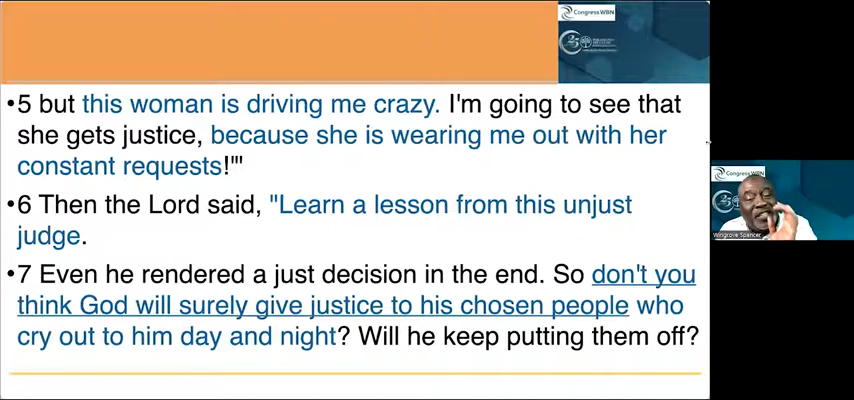 Congress WBN
25
•5 but this woman is driving me crazy. I'm going to see that
she gets justice, because she is wearing me out with her
constant requests!'"
•6 Then the Lord said, "Learn a lesson from this unjust
judge.
•7 Even he rendered a just decision in the end. So don't you
think God will surely give justice to his chosen people who
cry out to him day and night? Will he keep putting them off?
Congress WBN
Wingrove Spencer